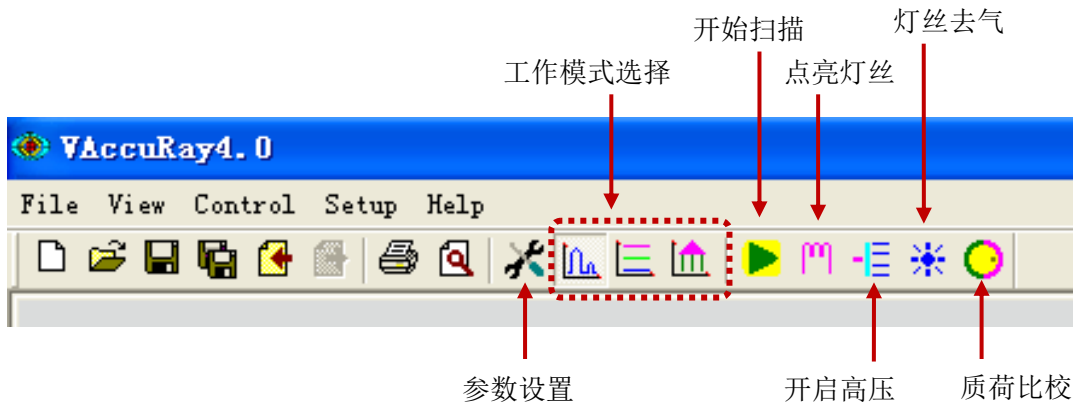 开始扫描
灯丝去气
工作模式选择
点亮灯丝
VAccuRay4.0
File View Control Setup Help
参数设置
开启高压
质荷比校